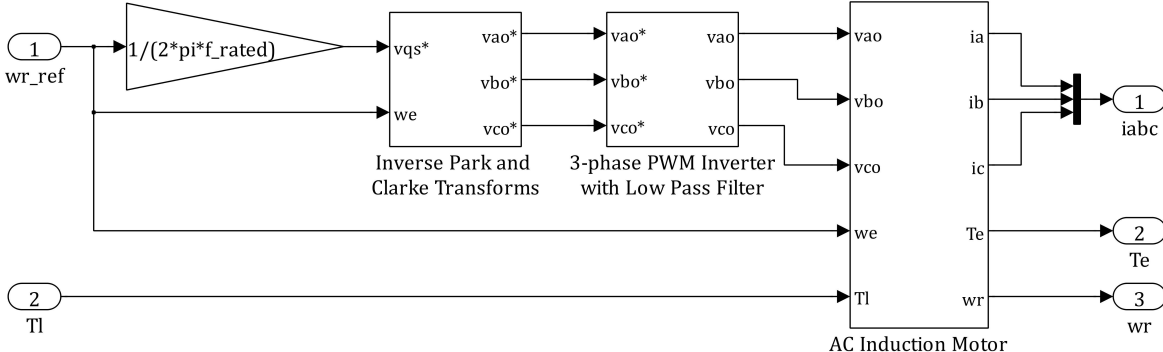 1
wr_ref
1/(2*pi*f_rated)
vqs*
we
vao*
vbo*
vco*
Inverse Park and
Clarke Transforms
vao*
vbo*
vco*
vao
vbo
vco
3-phase PWM Inverter
with Low Pass Filter
vao
vbo
vco
we
Tl
ia
ib
ic
Te
wr
AC Induction Motor
1
iabc
2
Te
3
wr
2
Tl